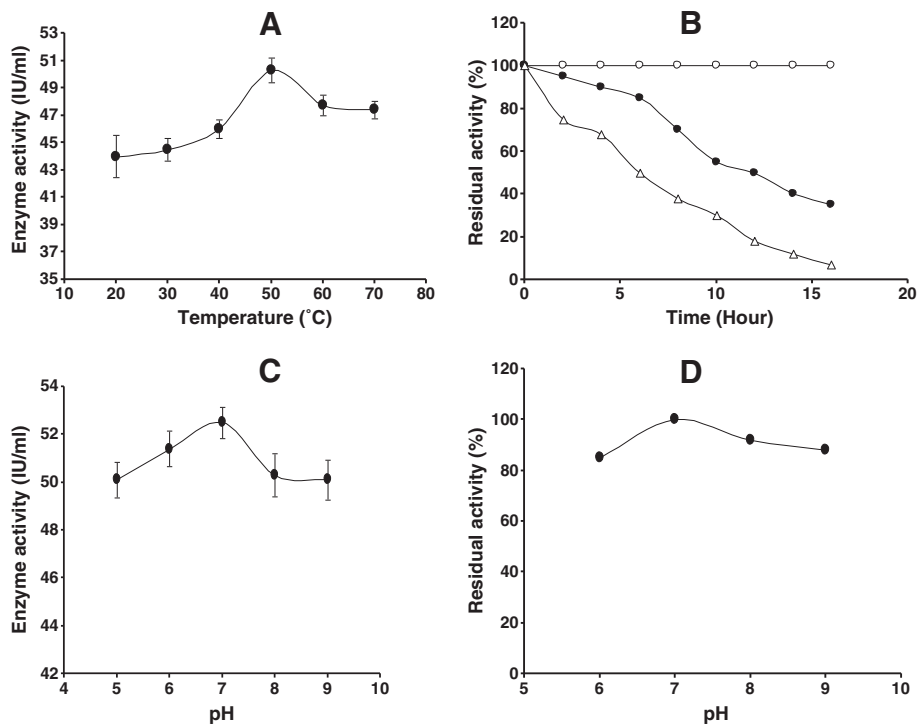 A
Enzyme activity (IU/ml)
53
51
49
47
45
43
41
39
37
35
10 20 30 40 50 60 70 80
Temperature (˚C)
B
Residual activity (%)
120
100
80
60
40
20
0
0 5 10 15 20
Time (Hour)
C
Enzyme activity (IU/ml)
54
52
50
48
46
44
42
4 5 6 7 8 9 10
pH
D
Residual activity (%)
120
100
80
60
40
20
0
5 6 7 8 9 10
pH